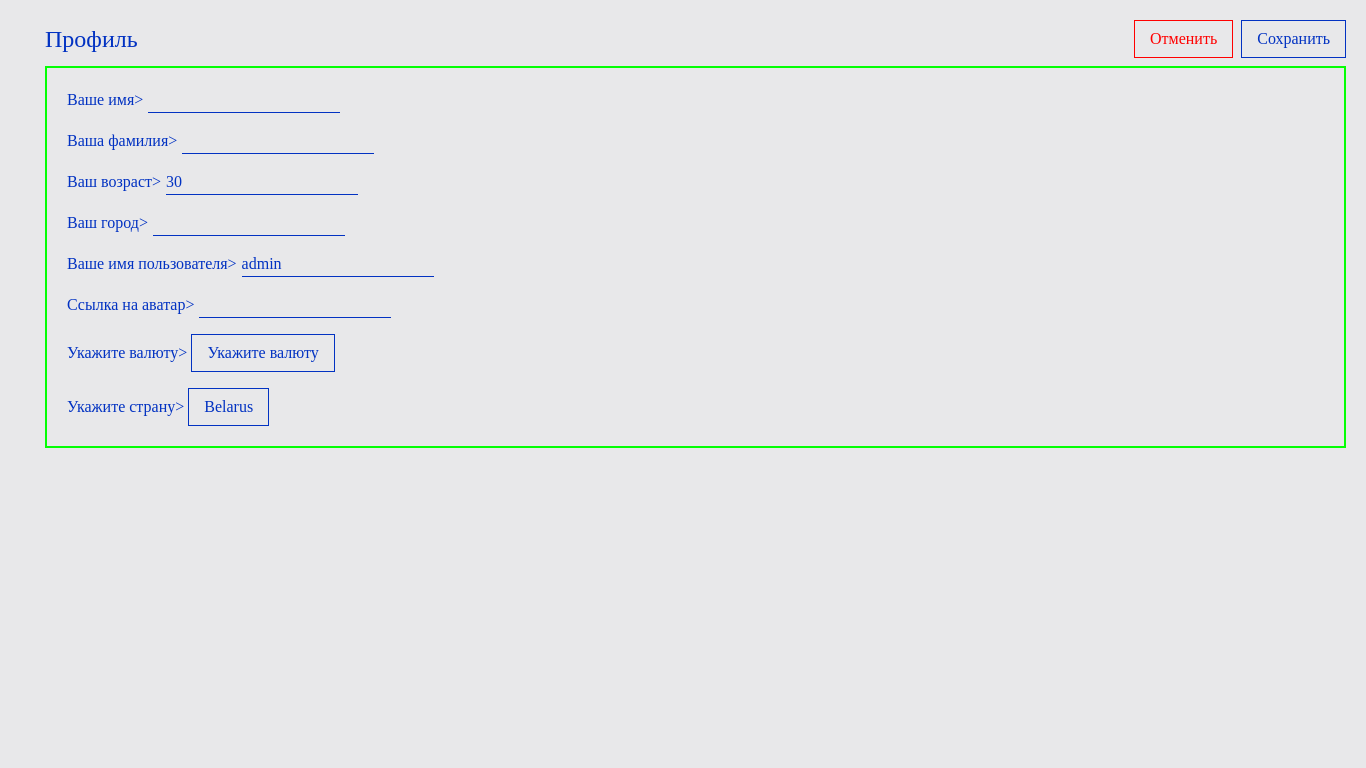 Профиль
Отменить Сохранить
Ваше имя>
Ваша фамилия>
Ваш возраст> 30
Ваш город>
Ваше имя пользователя> admin
Ссылка на аватар>
Укажите валюту> Укажите валюту
Укажите страну> Belarus